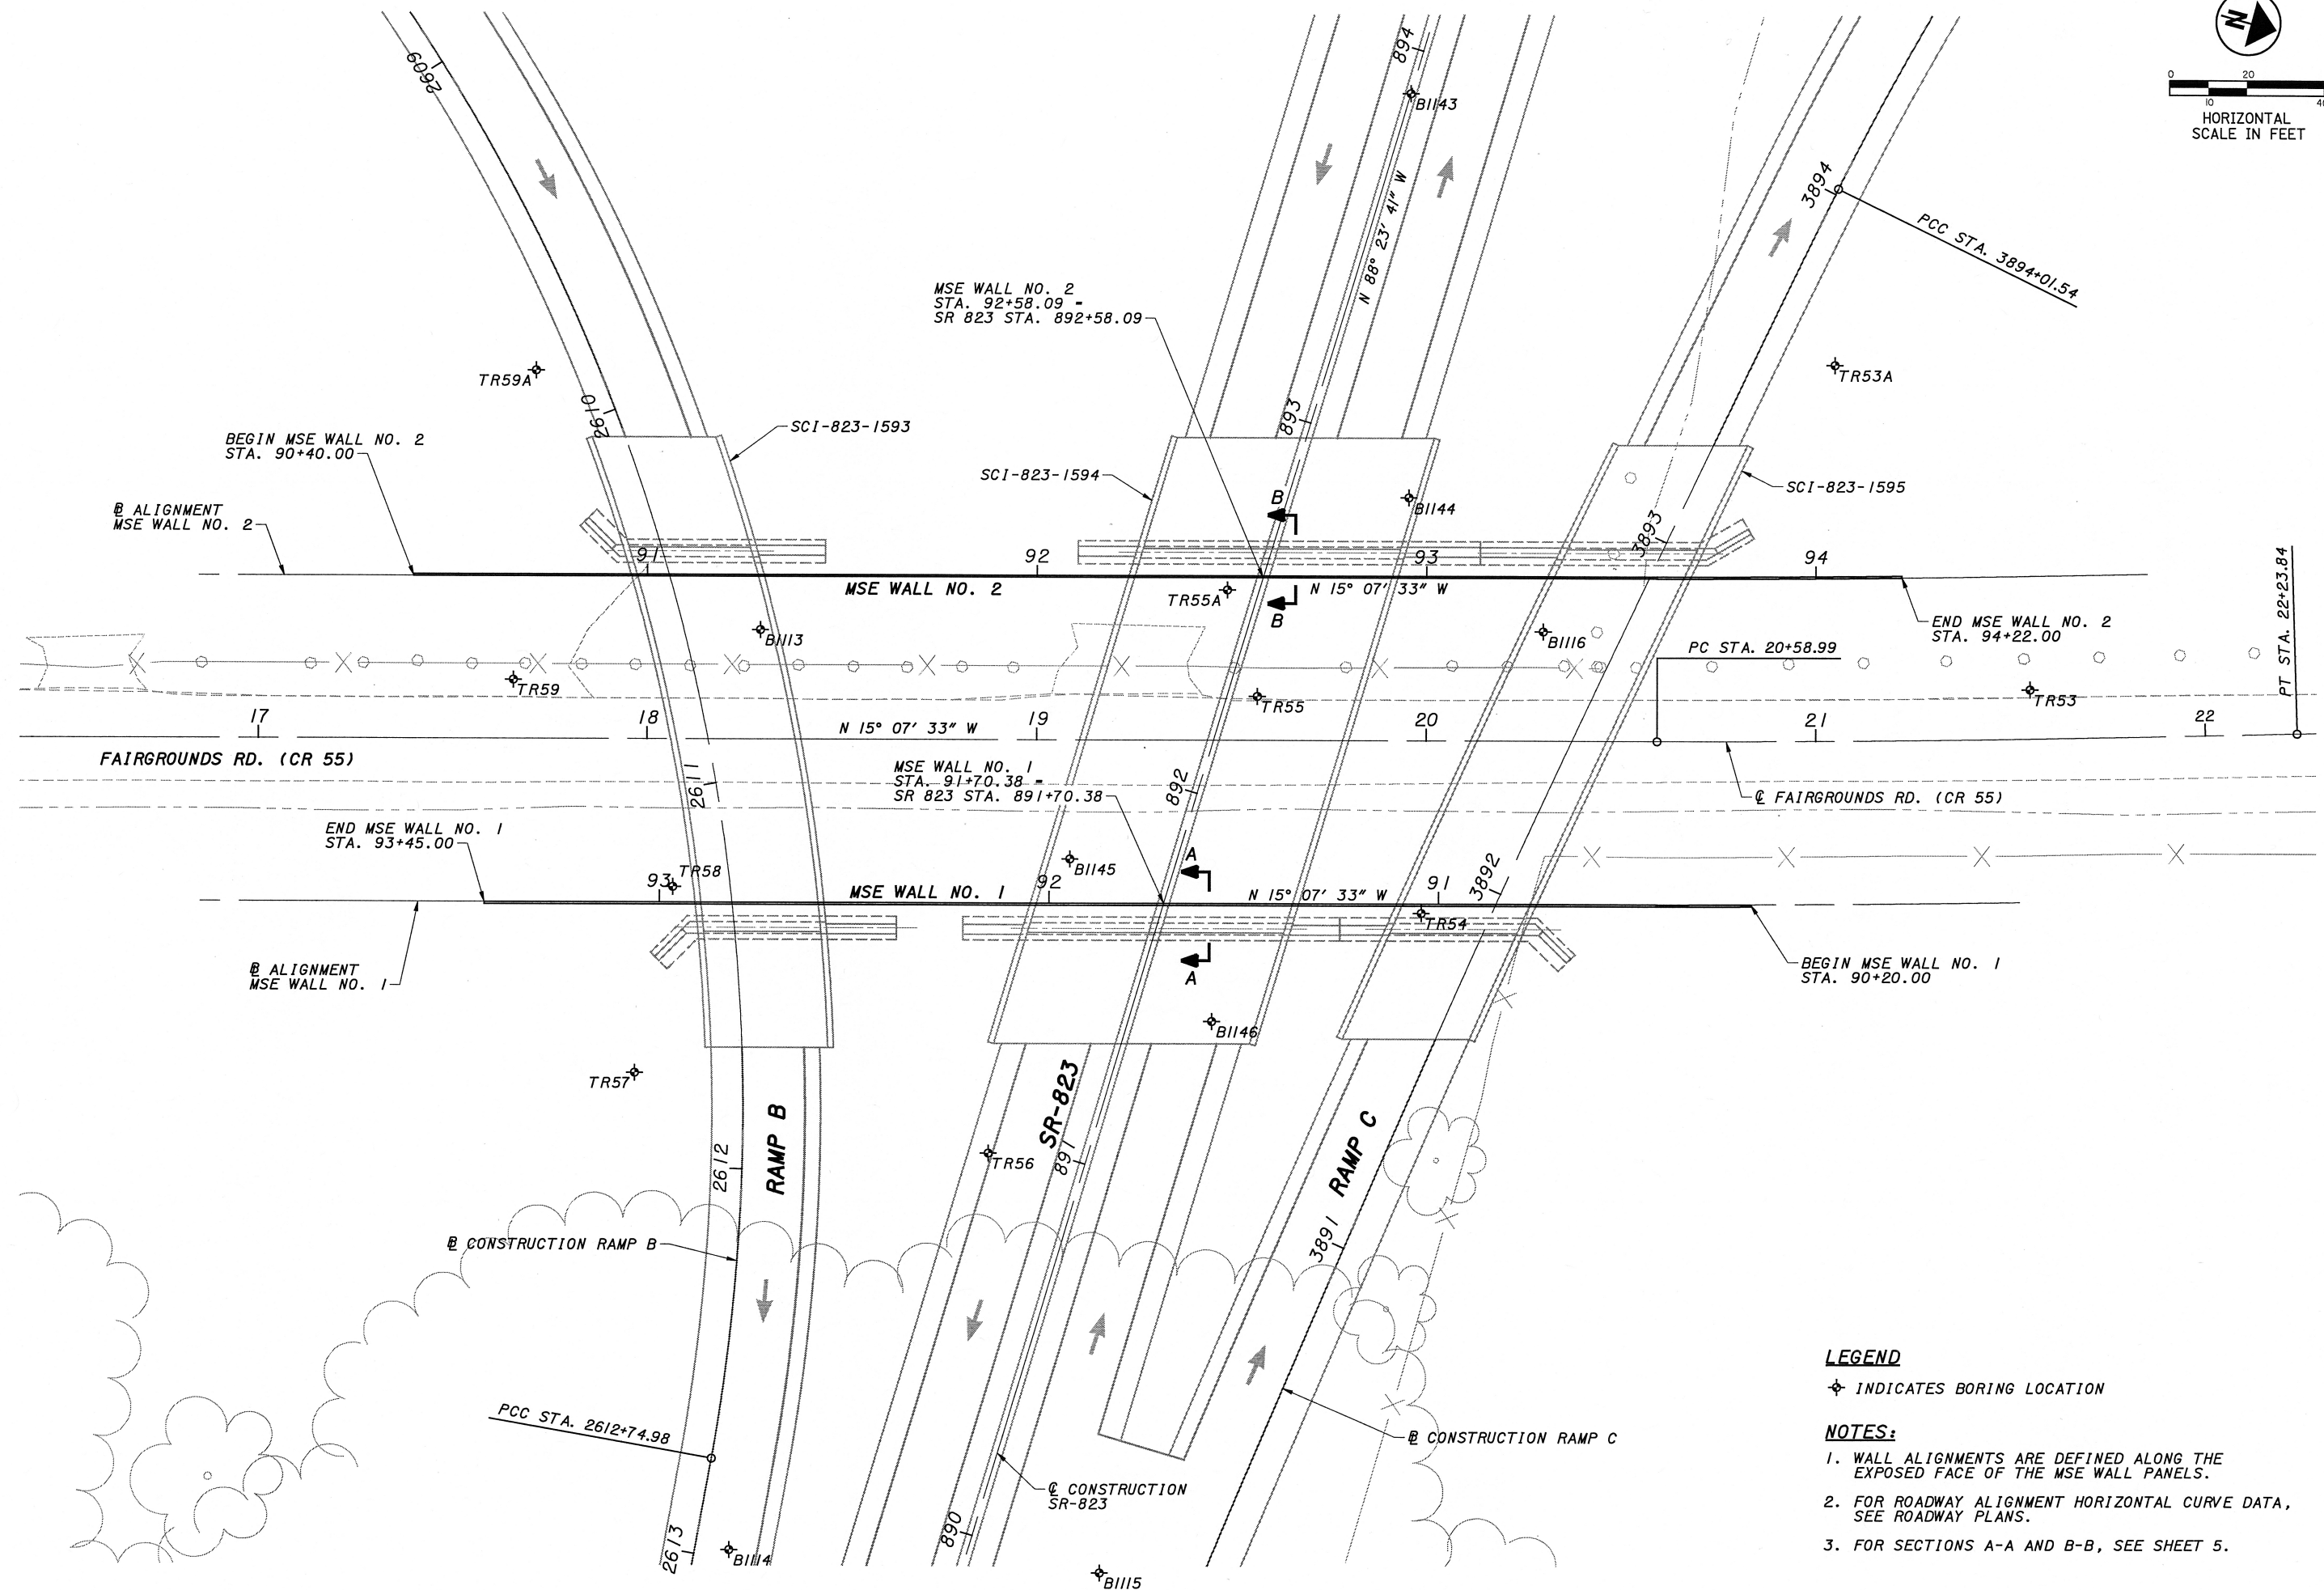 N
0 20 40
10
HORIZONTAL
SCALE IN FEET
2609
894
B1143
3894
PCC STA. 3894+01.54
N 88° 23' 41" W
MSE WALL NO. 2
STA. 92+58.09 =
SR 823 STA. 892+58.09
TR59A
TR53A
2610
893
SCI-823-1593
BEGIN MSE WALL NO. 2
STA. 90+40.00
SCI-823-1594
SCI-823-1595
B
B1144
℄ ALIGNMENT
MSE WALL NO. 2
3893
91
92
93
94
MSE WALL NO. 2
N 15° 07' 33" W
TR55A
B
B1113
B1116
END MSE WALL NO. 2
STA. 94+22.00
PC STA. 20+58.99
PT STA. 22+23.84
TR59
TR55
TR53
17
18
19
20
21
22
N 15° 07' 33" W
FAIRGROUNDS RD. (CR 55)
2611
892
MSE WALL NO. 1
STA. 91+70.38 =
SR 823 STA. 891+70.38
℄ FAIRGROUNDS RD. (CR 55)
END MSE WALL NO. 1
STA. 93+45.00
A
TR58
B1145
3892
93
92
91
MSE WALL NO. 1
N 15° 07' 33" W
TR54
℄ ALIGNMENT
MSE WALL NO. 1
A
BEGIN MSE WALL NO. 1
STA. 90+20.00
B1146
TR57
2612
RAMP B
SR-823
TR56
891
RAMP C
3891
℄ CONSTRUCTION RAMP B
PCC STA. 2612+74.98
℄ CONSTRUCTION RAMP C
℄ CONSTRUCTION
SR-823
890
2613
B1114
B1115
LEGEND
INDICATES BORING LOCATION
NOTES:
1. WALL ALIGNMENTS ARE DEFINED ALONG THE
EXPOSED FACE OF THE MSE WALL PANELS.
2. FOR ROADWAY ALIGNMENT HORIZONTAL CURVE DATA,
SEE ROADWAY PLANS.
3. FOR SECTIONS A-A AND B-B, SEE SHEET 5.